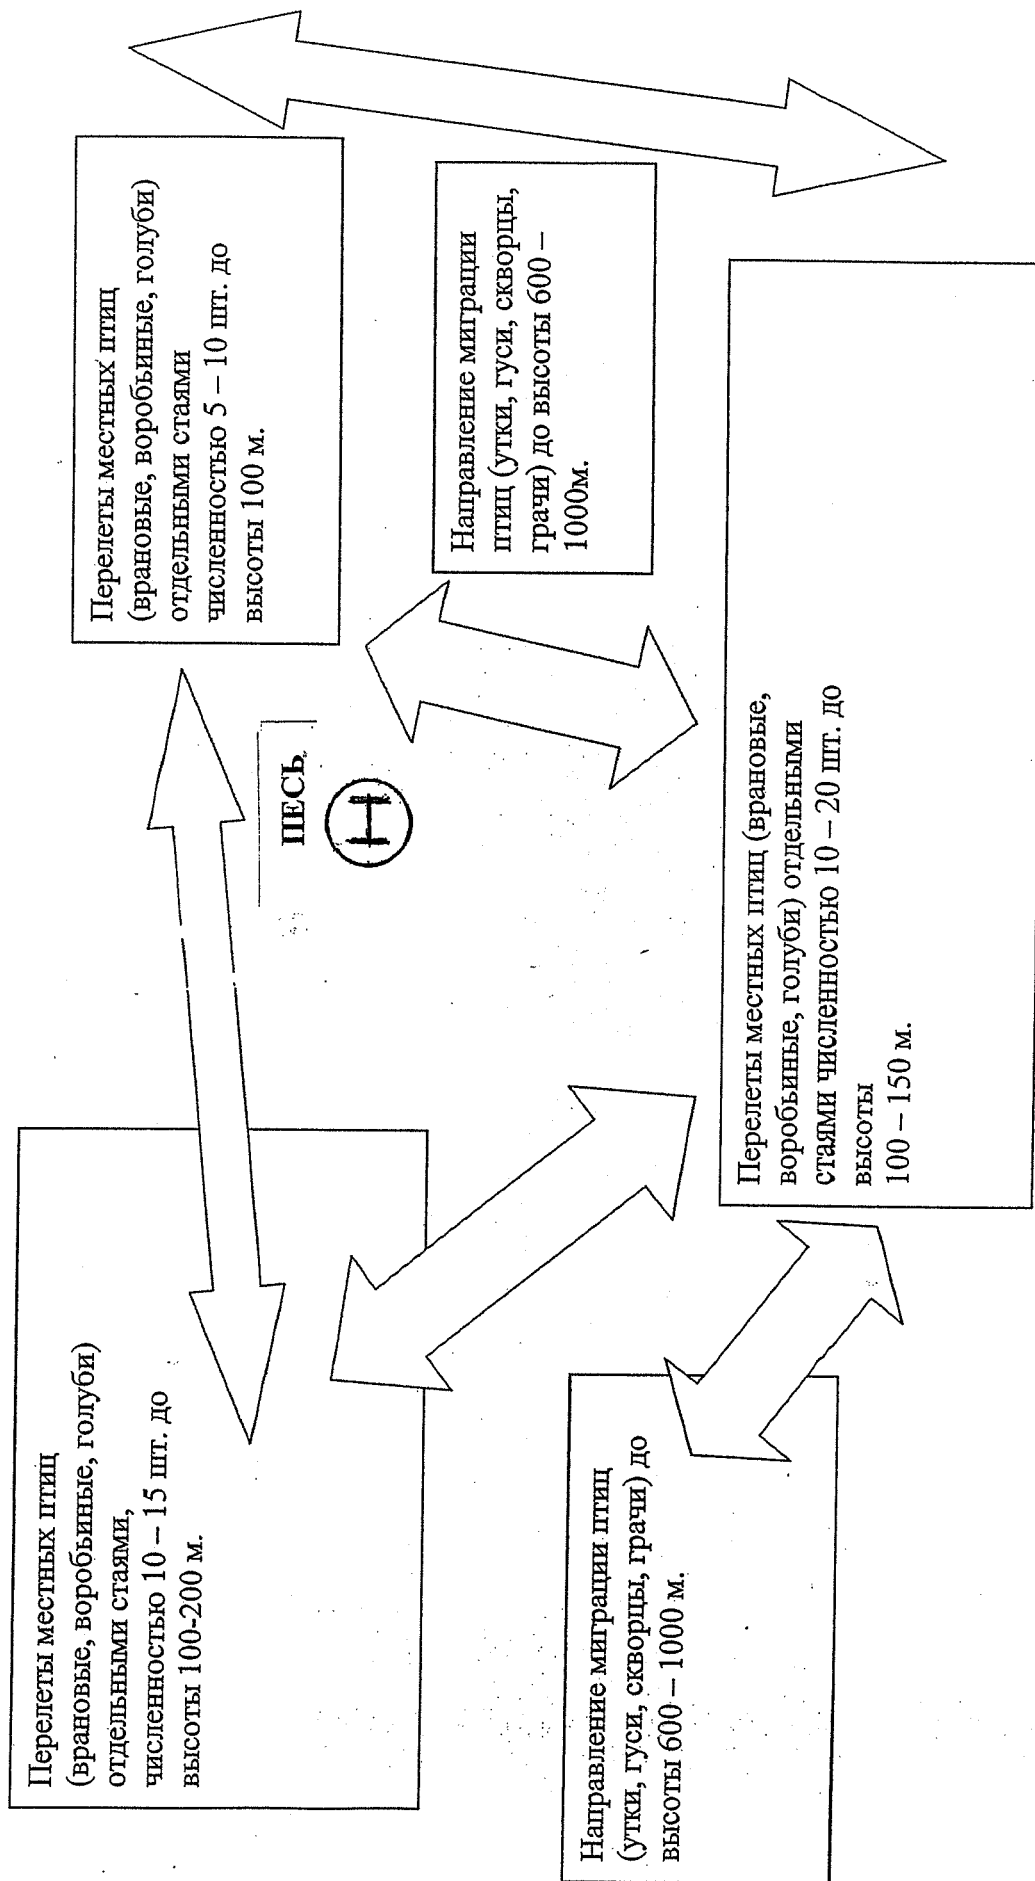 Перелеты местных птиц
(врановые, воробьиные, голуби)
отдельными стаями,
численностью 10 – 15 шт. до
высоты 100-200 м.
Перелеты местных птиц
(врановые, воробьиные, голуби)
отдельными стаями
численностью 5 – 10 шт. до
высоты 100 м.
ПЕСЬ
H
Направление миграции
птиц (утки, гуси, скворцы,
грачи) до высоты 600 –
1000м.
Направление миграции птиц
(утки, гуси, скворцы, грачи) до
высоты 600 – 1000 м.
Перелеты местных птиц (врановые,
воробьиные, голуби) отдельными
стаями численностью 10 – 20 шт. до
высоты
100 – 150 м.